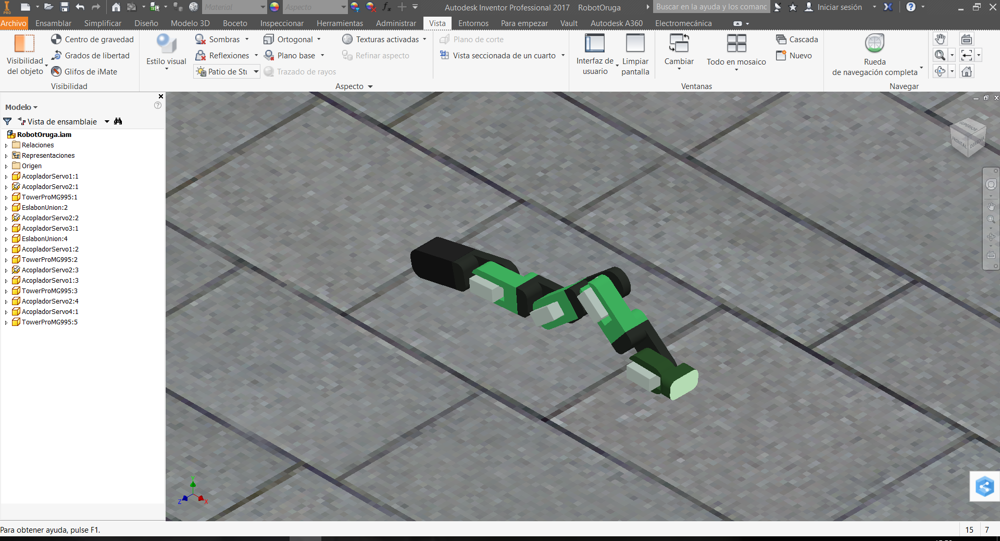 PRO
Material
Aspecto
Autodesk Inventor Professional 2017 RobotOruga
Buscar en la ayuda y los comanc
Iniciar sesión
Archivo Ensamblar Simplificar Diseño Modelo 3D Boceto Inspeccionar Herramientas Administrar Vista Entornos Para empezar Vault Autodesk A360 Electromecánica
Visibilidad
del objeto
Centro de gravedad
Grados de libertad
Glifos de iMate
Visibilidad
Estilo visual
Sombras
Reflexiones
Patio de Stu
Ortogonal
Plano base
Trazado de rayos
Texturas activadas
Refinar aspecto
Aspecto
Plano de corte
Vista seccionada de un cuarto
Interfaz de
usuario
Limpiar
pantalla
Cambiar
Todo en mosaico
Cascada
Nuevo
Ventanas
Rueda
de navegación completa
Navegar
Modelo
Vista de ensamblaje
RobotOruga.iam
Relaciones
Representaciones
Origen
AcopladorServo1:1
AcopladorServo2:1
TowerProMG995:1
EslabonUnion:2
AcopladorServo2:2
AcopladorServo3:1
EslabonUnion:4
AcopladorServo1:2
TowerProMG995:2
AcopladorServo2:3
AcopladorServo1:3
TowerProMG995:3
AcopladorServo2:4
AcopladorServo4:1
TowerProMG995:5
SUPERIOR
FRONTAL
Y
Z
X
Para obtener ayuda, pulse F1.
15 7